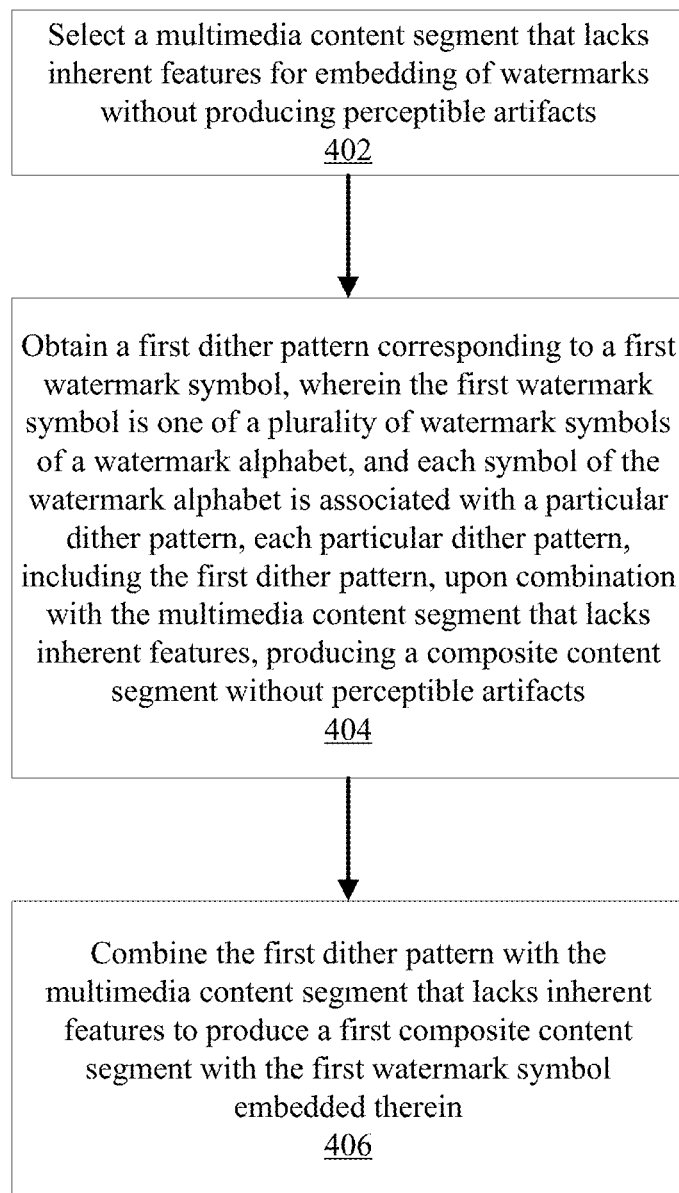 Select a multimedia content segment that lacks
inherent features for embedding of watermarks
without producing perceptible artifacts
402
Obtain a first dither pattern corresponding to a first
watermark symbol, wherein the first watermark
symbol is one of a plurality of watermark symbols
of a watermark alphabet, and each symbol of the
watermark alphabet is associated with a particular
dither pattern, each particular dither pattern,
including the first dither pattern, upon combination
with the multimedia content segment that lacks
inherent features, producing a composite content
segment without perceptible artifacts
404
Combine the first dither pattern with the
multimedia content segment that lacks inherent
features to produce a first composite content
segment with the first watermark symbol
embedded therein
406